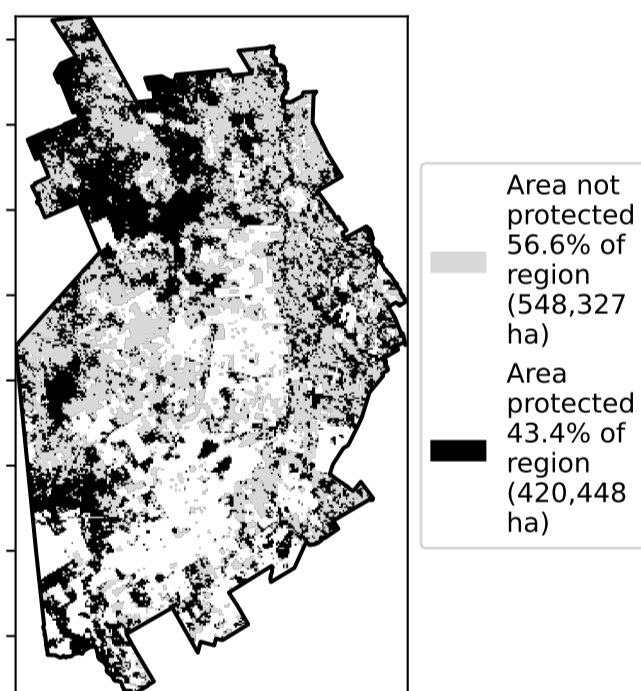 Area not
protected
56.6% of
region
(548,327
ha)
Area
protected
43.4% of
region
(420,448
ha)